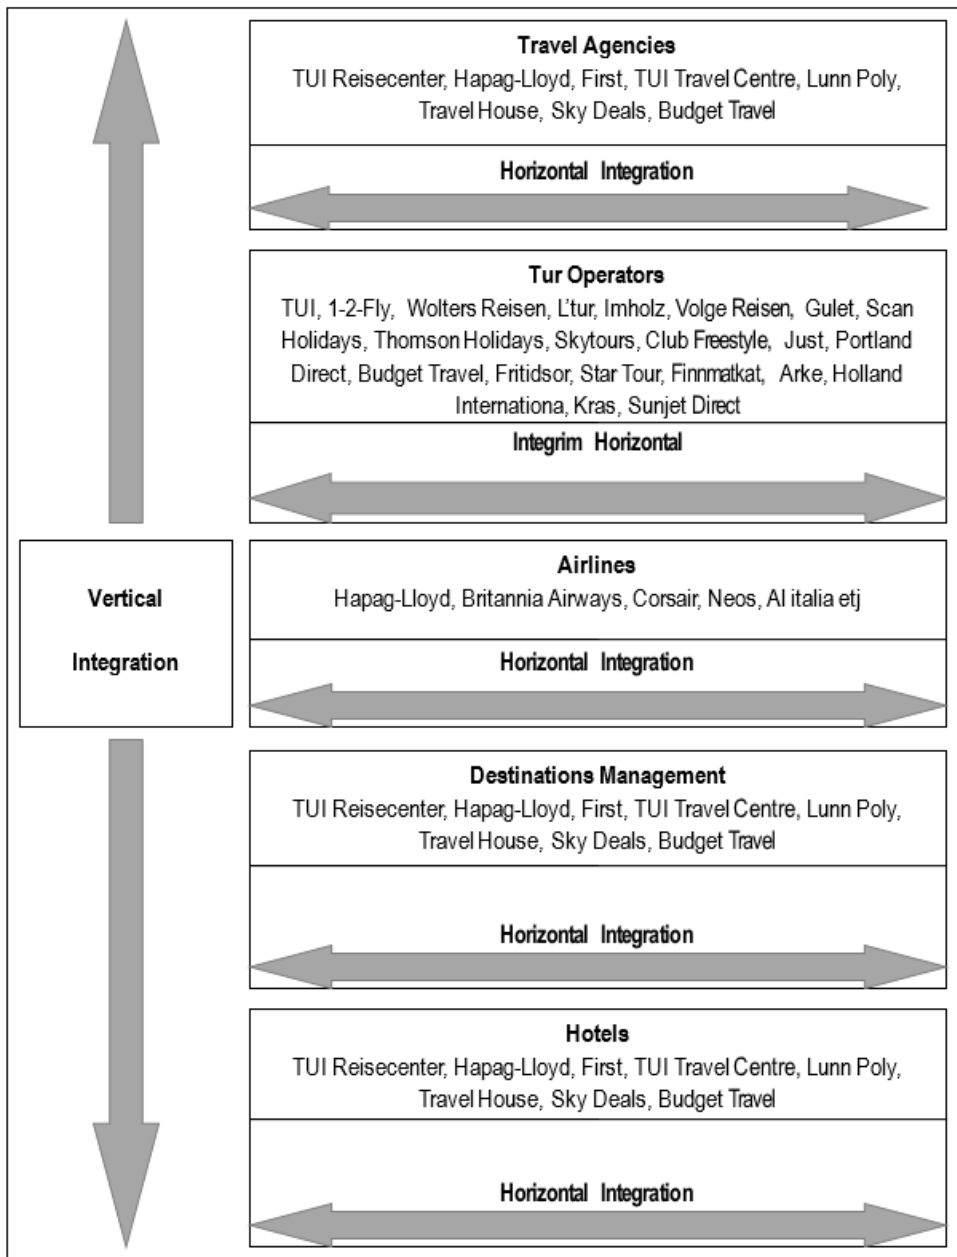 Travel Agencies
TUI Reisecenter, Hapag-Lloyd, First, TUI Travel Centre, Lunn Poly,
Travel House, Sky Deals, Budget Travel
Horizontal Integration
Tur Operators
TUI, 1-2-Fly, Wolters Reisen, L'tur, Imholz, Volge Reisen, Gulet, Scan
Holidays, Thomson Holidays, Skytours, Club Freestyle, Just, Portland
Direct, Budget Travel, Fritidsor, Star Tour, Finnmatkat, Arke, Holland
Internationa, Kras, Sunjet Direct
Integrim Horizontal
Vertical
Integration
Airlines
Hapag-Lloyd, Britannia Airways, Corsair, Neos, Al italia etj
Horizontal Integration
Destinations Management
TUI Reisecenter, Hapag-Lloyd, First, TUI Travel Centre, Lunn Poly,
Travel House, Sky Deals, Budget Travel
Horizontal Integration
Hotels
TUI Reisecenter, Hapag-Lloyd, First, TUI Travel Centre, Lunn Poly,
Travel House, Sky Deals, Budget Travel
Horizontal Integration